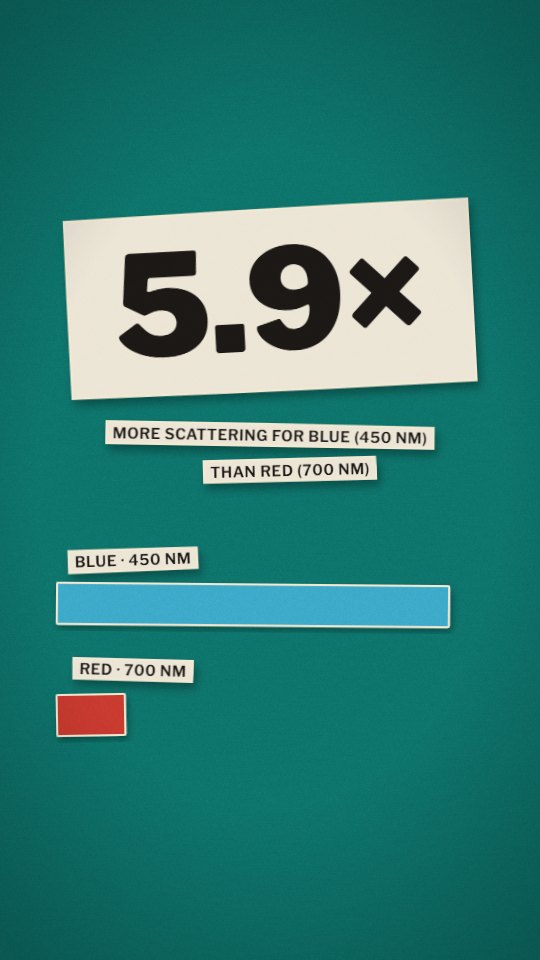 5.9×
MORE SCATTERING FOR BLUE (450 NM)
THAN RED (700 NM)
BLUE · 450 NM
RED · 700 NM